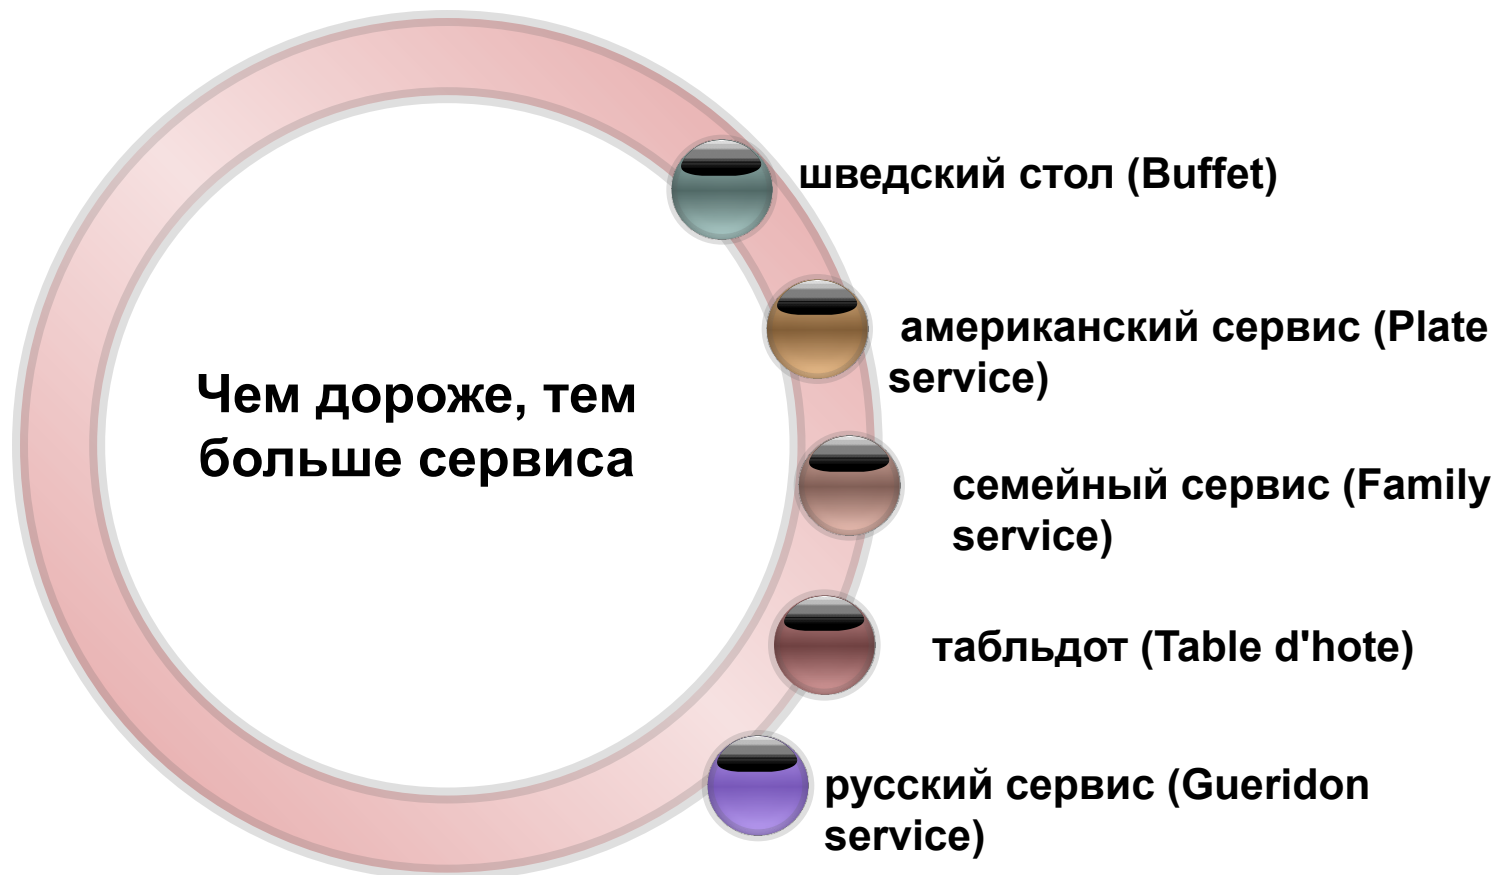 шведский стол (Buffet)
американский сервис (Plate
service)
Чем дороже, тем
больше сервиса
семейный сервис (Family
service)
табльдот (Table d'hote)
русский сервис (Gueridon
service)